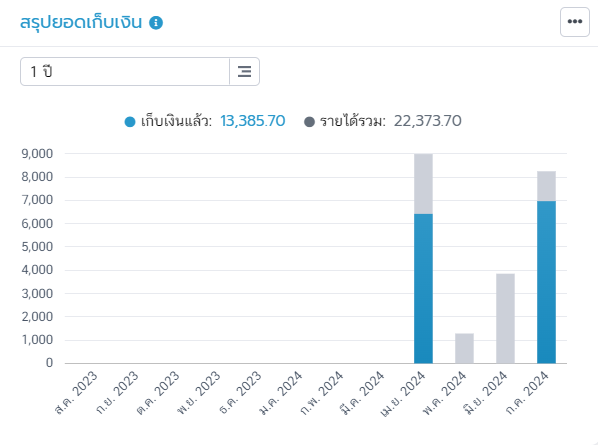 สรุปยอดเก็บเงิน
1 ปี
เก็บเงินแล้ว: 13,385.70 รายได้รวม: 22,373.70
9,000
8,000
7,000
6,000
5,000
4,000
3,000
2,000
1,000
0
ส.ค. 2023 ก.ย. 2023 ต.ค. 2023 พ.ย. 2023 ธ.ค. 2023 ม.ค. 2024 ก.พ. 2024 มี.ค. 2024 เม.ย. 2024 พ.ค. 2024 มิ.ย. 2024 ก.ค. 2024